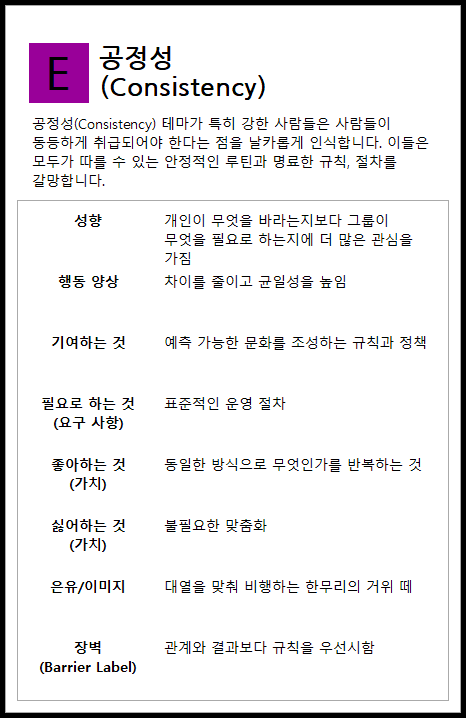 E
공정성
(Consistency)
공정성(Consistency) 테마가 특히 강한 사람들은 사람들이
동등하게 취급되어야 한다는 점을 날카롭게 인식합니다. 이들은
모두가 따를 수 있는 안정적인 루틴과 명료한 규칙, 절차를
갈망합니다.
성향 개인이 무엇을 바라는지보다 그룹이
무엇을 필요로 하는지에 더 많은 관심을
가짐
행동 양상 차이를 줄이고 균일성을 높임
기여하는 것 예측 가능한 문화를 조성하는 규칙과 정책
필요로 하는 것 표준적인 운영 절차
(요구 사항)
좋아하는 것 동일한 방식으로 무엇인가를 반복하는 것
(가치)
싫어하는 것 불필요한 맞춤화
(가치)
은유/이미지 대열을 맞춰 비행하는 한무리의 거위 떼
장벽 관계와 결과보다 규칙을 우선시함
(Barrier Label)